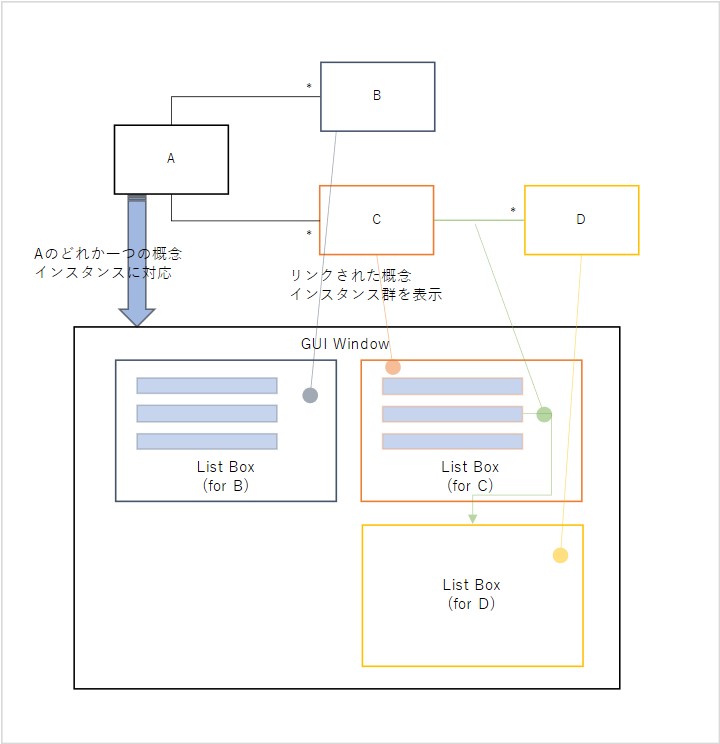 *
B
A
C
*
D
*
Aのどれか一つの概念
インスタンスに対応
リンクされた概念
インスタンス群を表示
GUI Window
List Box
(for B)
List Box
(for C)
List Box
(for D)